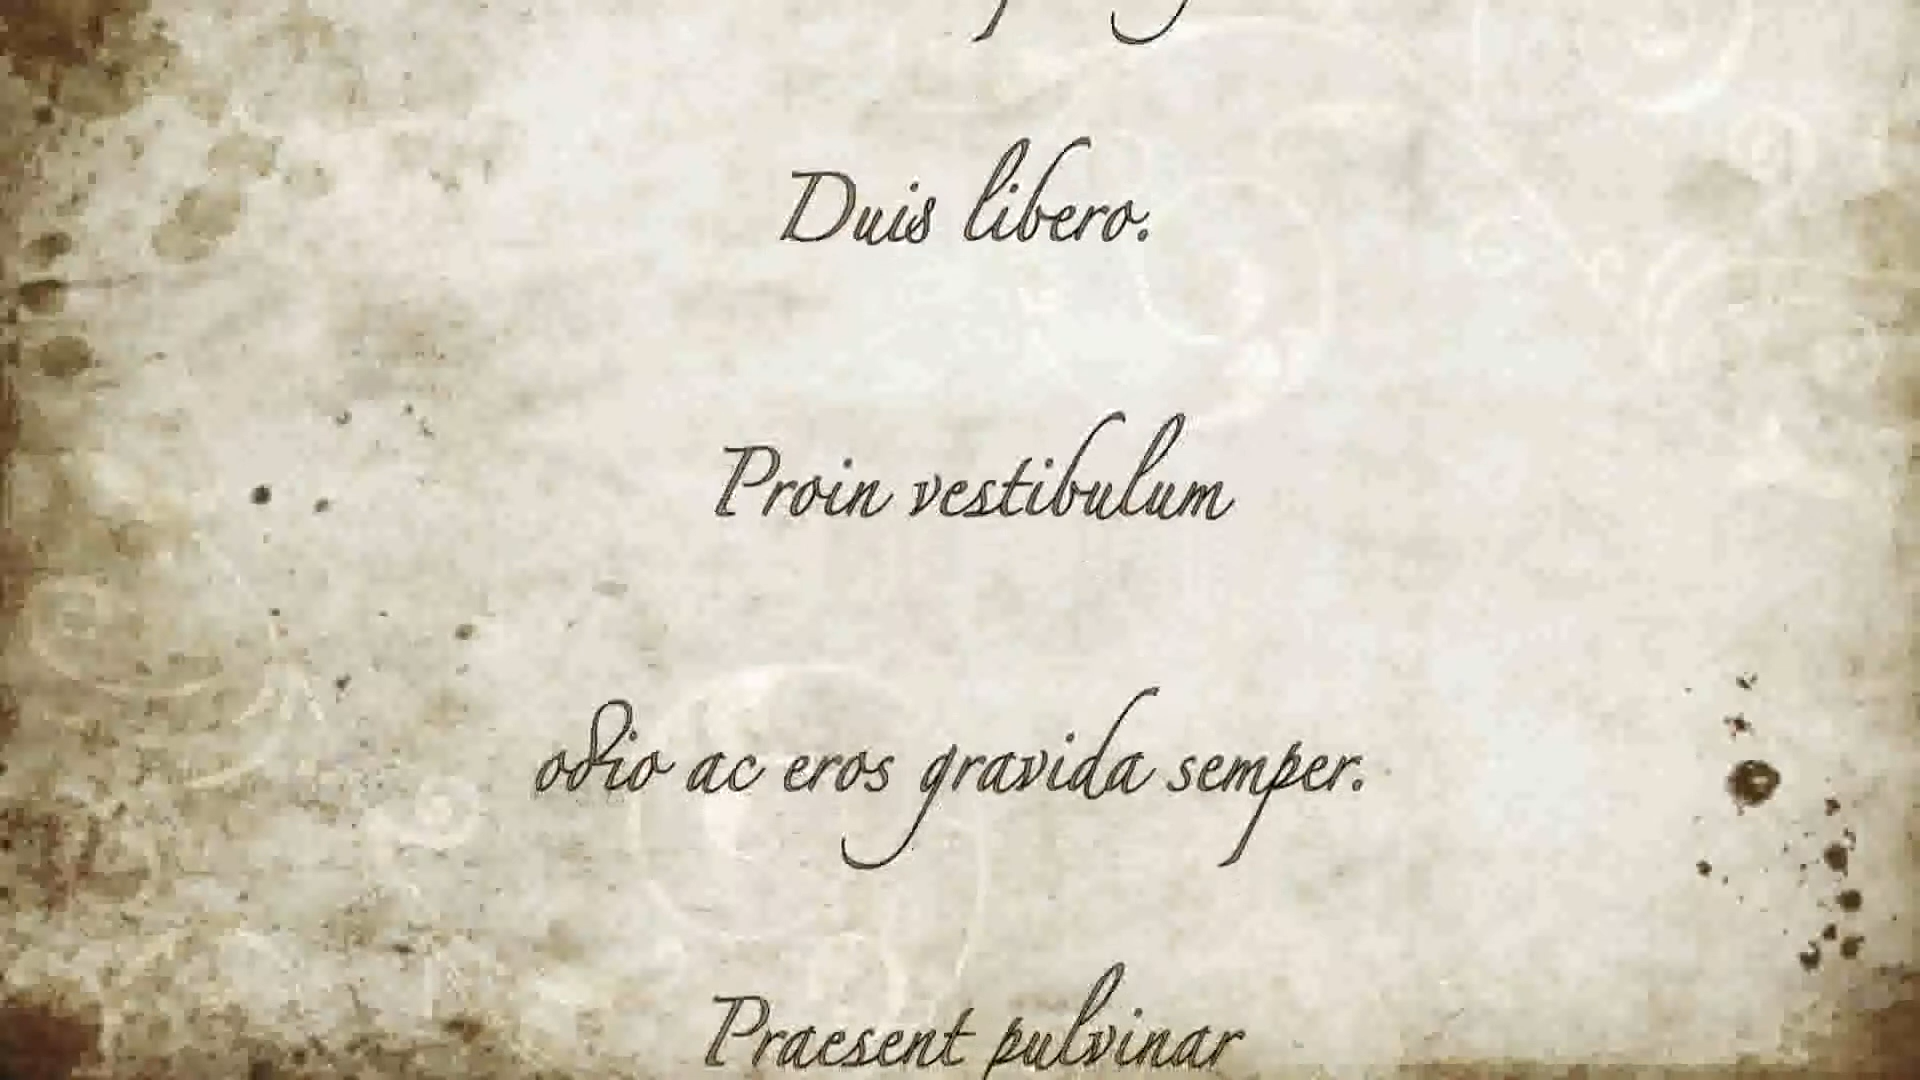 Duis libero.
Proin vestibulum
odio ac eros gravida semper.
Praesent pulvinar